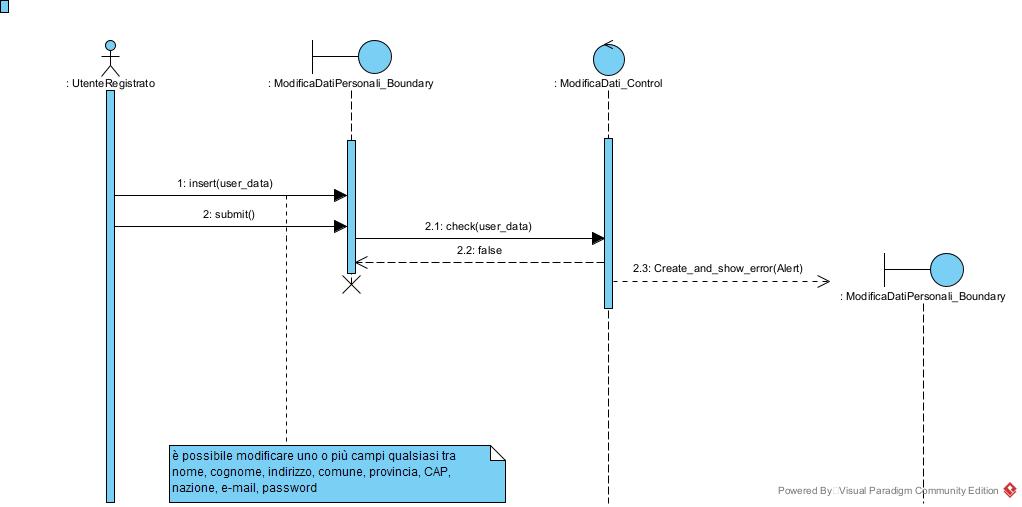 : UtenteRegistrato
: ModificaDatiPersonali_Boundary
: ModificaDati_Control
1: insert(user_data)
2: submit()
2.1: check(user_data)
2.2: false
2.3: Create_and_show_error(Alert)
: ModificaDatiPersonali_Boundary
è possibile modificare uno o più campi qualsiasi tra
nome, cognome, indirizzo, comune, provincia, CAP,
nazione, e-mail, password
Powered By Visual Paradigm Community Edition